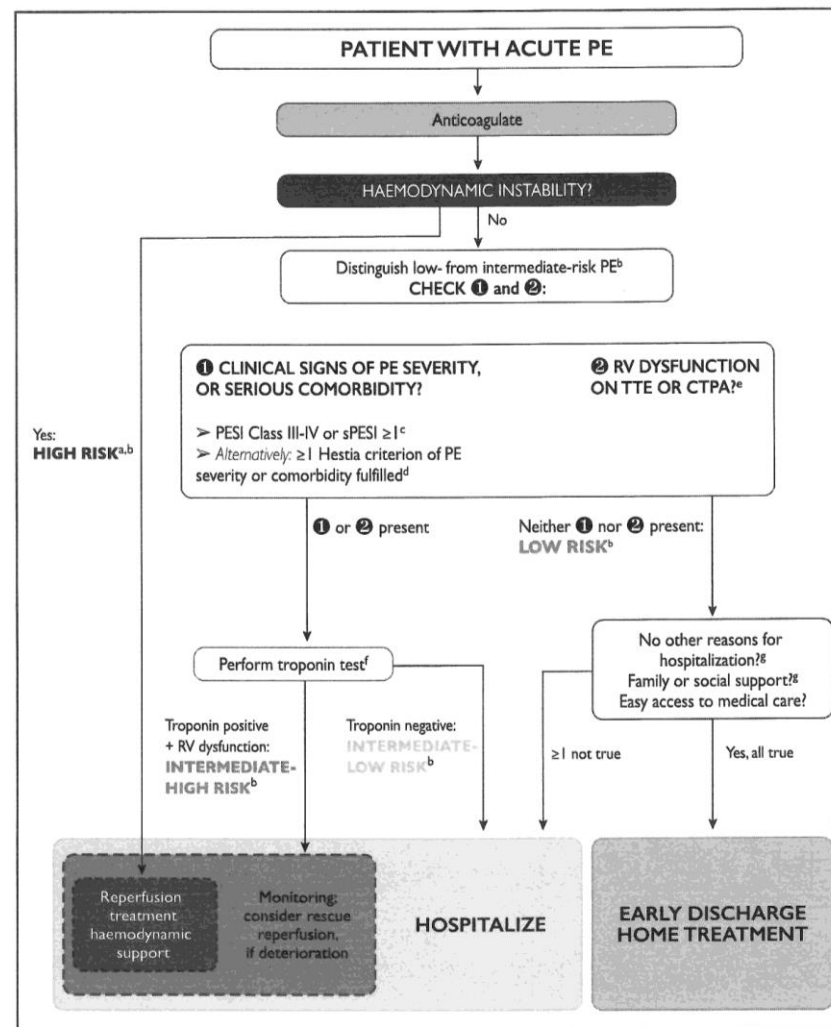 PATIENT WITH ACUTE PE
Anticoagulate
HAEMODYNAMIC INSTABILITY?
No
Distinguish low- from intermediate-risk PEᵇ
CHECK ❶ and ❷:
❶ CLINICAL SIGNS OF PE SEVERITY,
OR SERIOUS COMORBIDITY?
➢ PESI Class III-IV or sPESI ≥1ᶜ
➢ Alternatively: ≥1 Hestia criterion of PE
severity or comorbidity fulfilledᵈ
❷ RV DYSFUNCTION
ON TTE OR CTPA?ᵉ
Yes:
HIGH RISKᵃ,ᵇ
❶ or ❷ present
Neither ❶ nor ❷ present:
LOW RISKᵇ
Perform troponin testᶠ
No other reasons for
hospitalization?ᵍ
Family or social support?ᵍ
Easy access to medical care?
Troponin positive
+ RV dysfunction:
INTERMEDIATE-
HIGH RISKᵇ
Troponin negative:
INTERMEDIATE-
LOW RISKᵇ
≥1 not true
Yes, all true
Reperfusion
treatment
haemodynamic
support
Monitoring;
consider rescue
reperfusion,
if deterioration
HOSPITALIZE
EARLY DISCHARGE
HOME TREATMENT